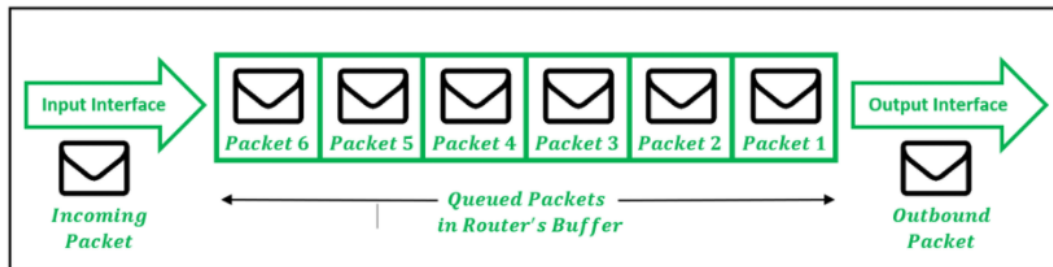 Input Interface
Packet 6
Packet 5
Packet 4
Packet 3
Packet 2
Packet 1
Output Interface
Incoming
Packet
Queued Packets
in Router's Buffer
Outbound
Packet